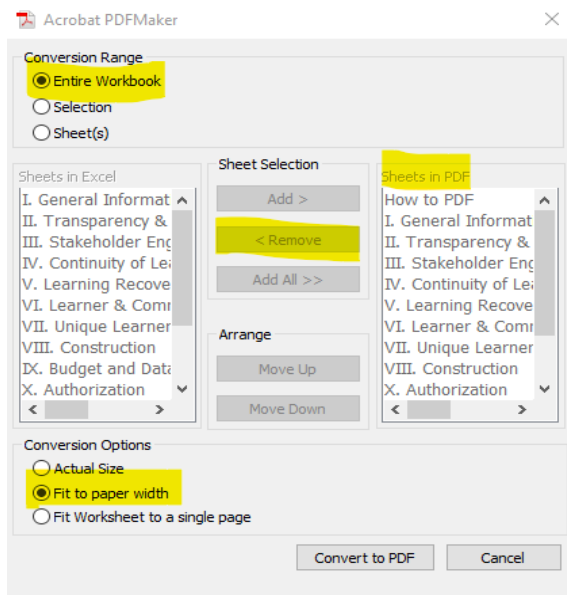 Acrobat PDFMaker
Conversion Range
Entire Workbook
Selection
Sheet(s)
Sheets in Excel
I. General Informat
II. Transparency &
III. Stakeholder Eng
IV. Continuity of Lea
V. Learning Recove
VI. Learner & Comm
VII. Unique Learner
VIII. Construction
IX. Budget and Data
X. Authorization
Sheet Selection
Add >
< Remove
Add All >>
Arrange
Move Up
Move Down
Sheets in PDF
How to PDF
I. General Informat
II. Transparency &
III. Stakeholder Eng
IV. Continuity of Lea
V. Learning Recove
VI. Learner & Comm
VII. Unique Learner
VIII. Construction
X. Authorization
Conversion Options
Actual Size
Fit to paper width
Fit Worksheet to a single page
Convert to PDF
Cancel